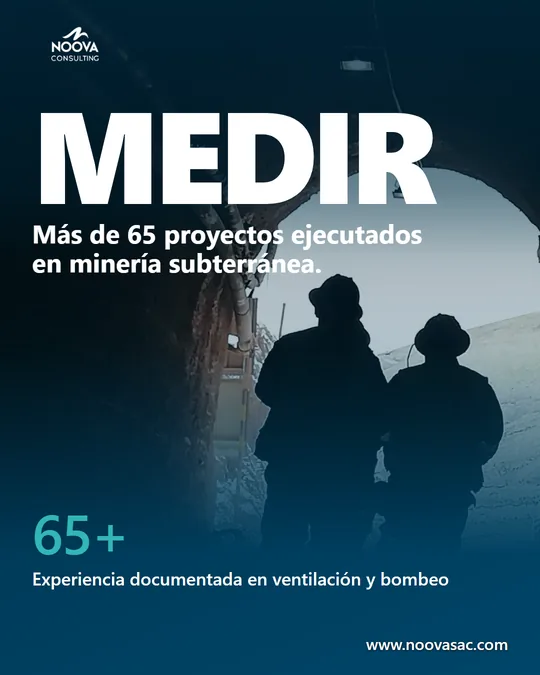 NOOVA
CONSULTING
MEDIR
Más de 65 proyectos ejecutados
en minería subterránea.
65+
Experiencia documentada en ventilación y bombeo
www.noovasac.com